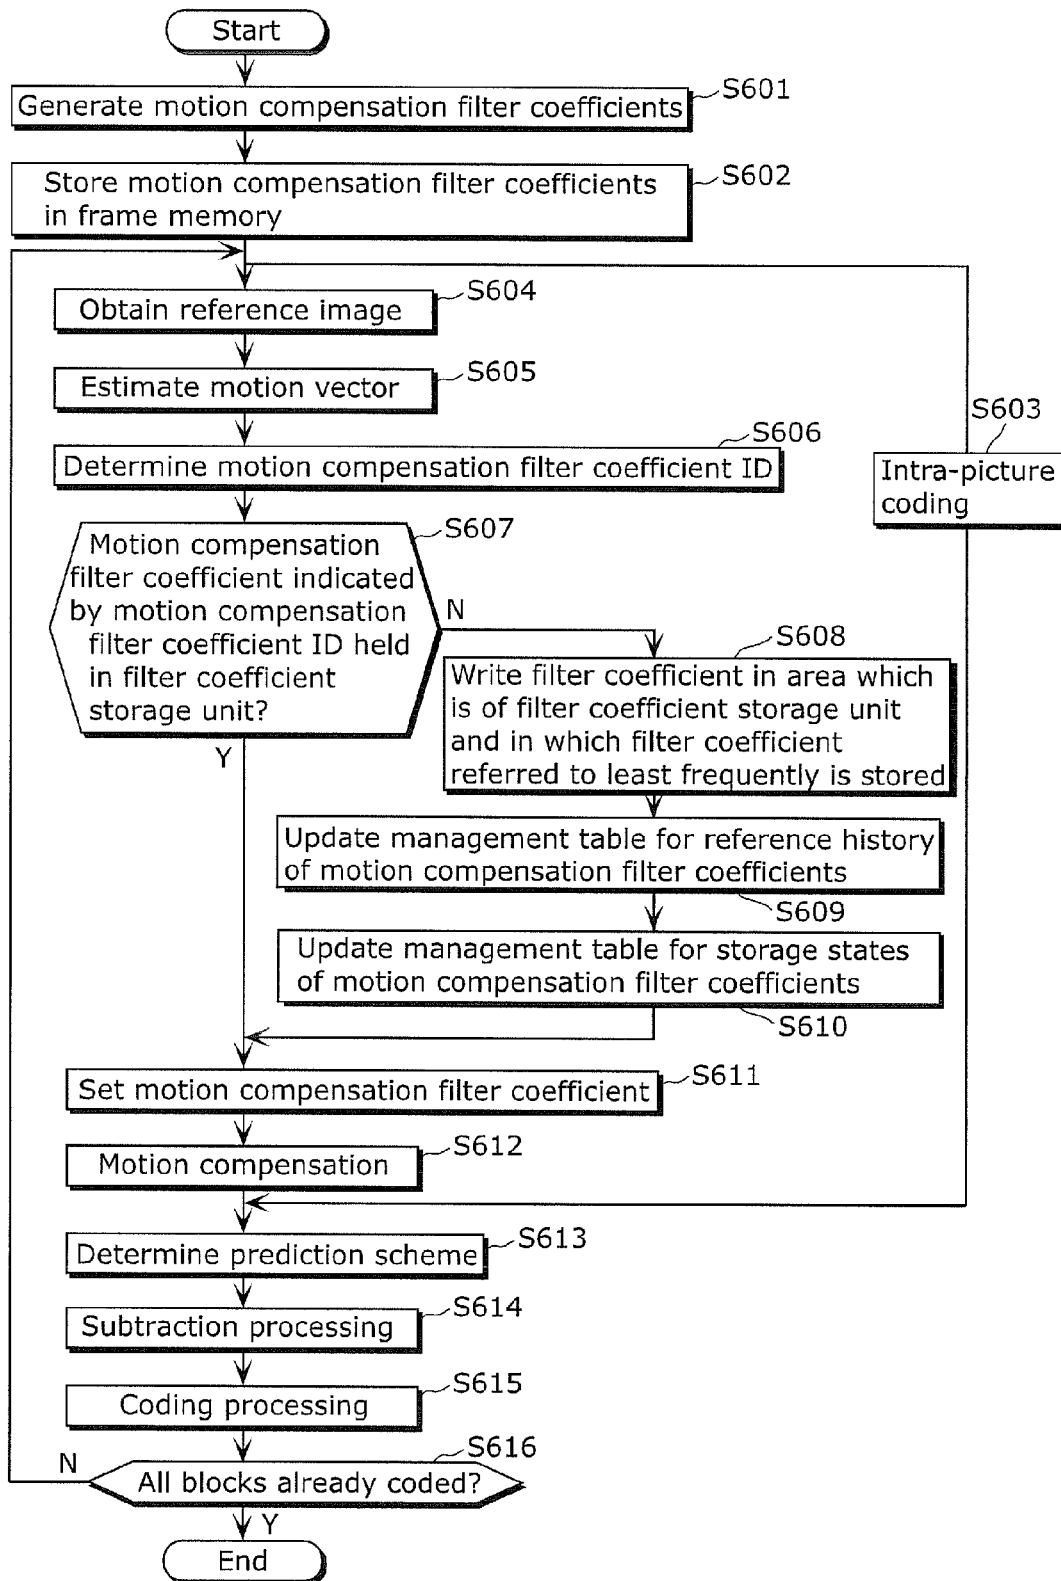 Start
Generate motion compensation filter coefficients
S601
Store motion compensation filter coefficients
in frame memory
S602
Obtain reference image
S604
Estimate motion vector
S605
Determine motion compensation filter coefficient ID
S606
S603
Intra-picture
coding
Motion compensation
filter coefficient indicated
by motion compensation
filter coefficient ID held
in filter coefficient
storage unit?
S607
N
Y
S608
Write filter coefficient in area which
is of filter coefficient storage unit
and in which filter coefficient
referred to least frequently is stored
Update management table for reference history
of motion compensation filter coefficients
S609
Update management table for storage states
of motion compensation filter coefficients
S610
Set motion compensation filter coefficient
S611
Motion compensation
S612
Determine prediction scheme
S613
Subtraction processing
S614
Coding processing
S615
All blocks already coded?
S616
N
Y
End